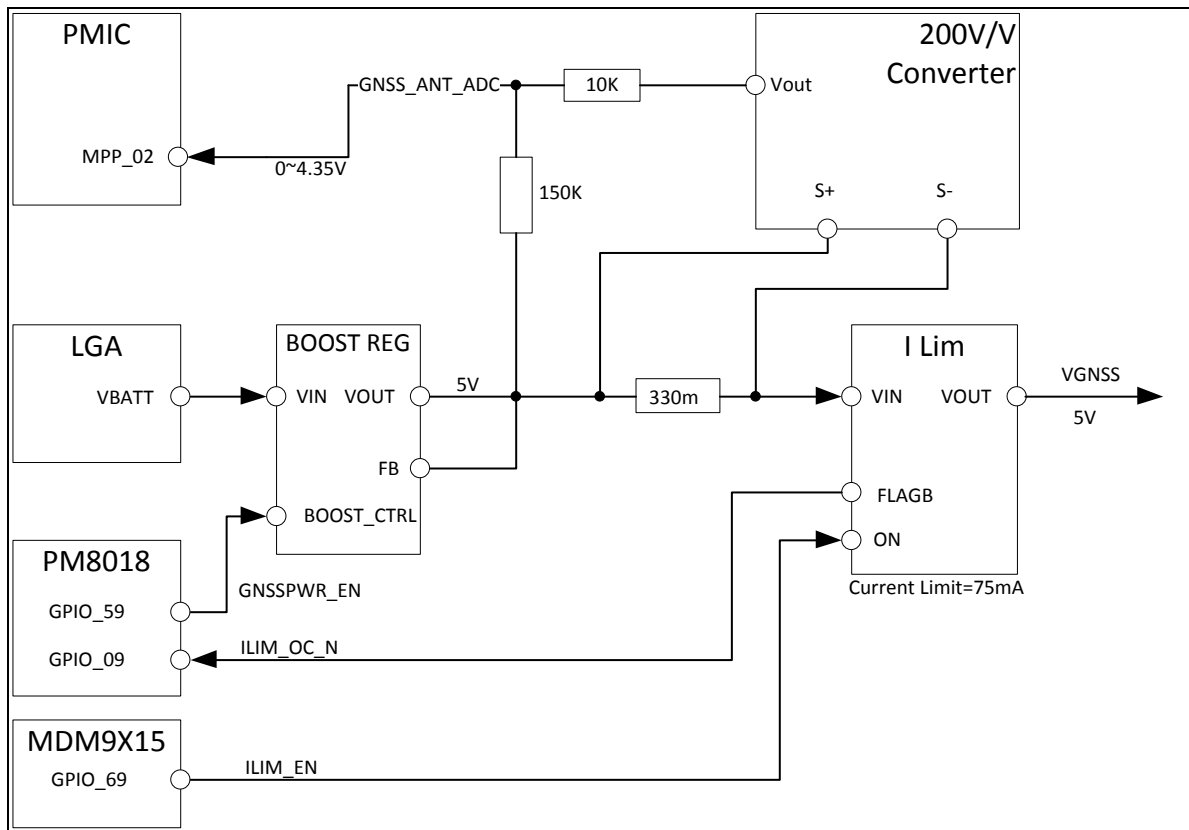 PMIC
200V/V
Converter
GNSS_ANT_ADC
10K
Vout
MPP_02
0~4.35V
150K
S+
S-
LGA
BOOST REG
I Lim
VBATT
VIN
VOUT
5V
330m
VIN
VOUT
VGNSS
5V
FB
FLAGB
BOOST_CTRL
ON
PM8018
Current Limit=75mA
GNSSPWR_EN
GPIO_59
ILIM_OC_N
GPIO_09
MDM9X15
ILIM_EN
GPIO_69